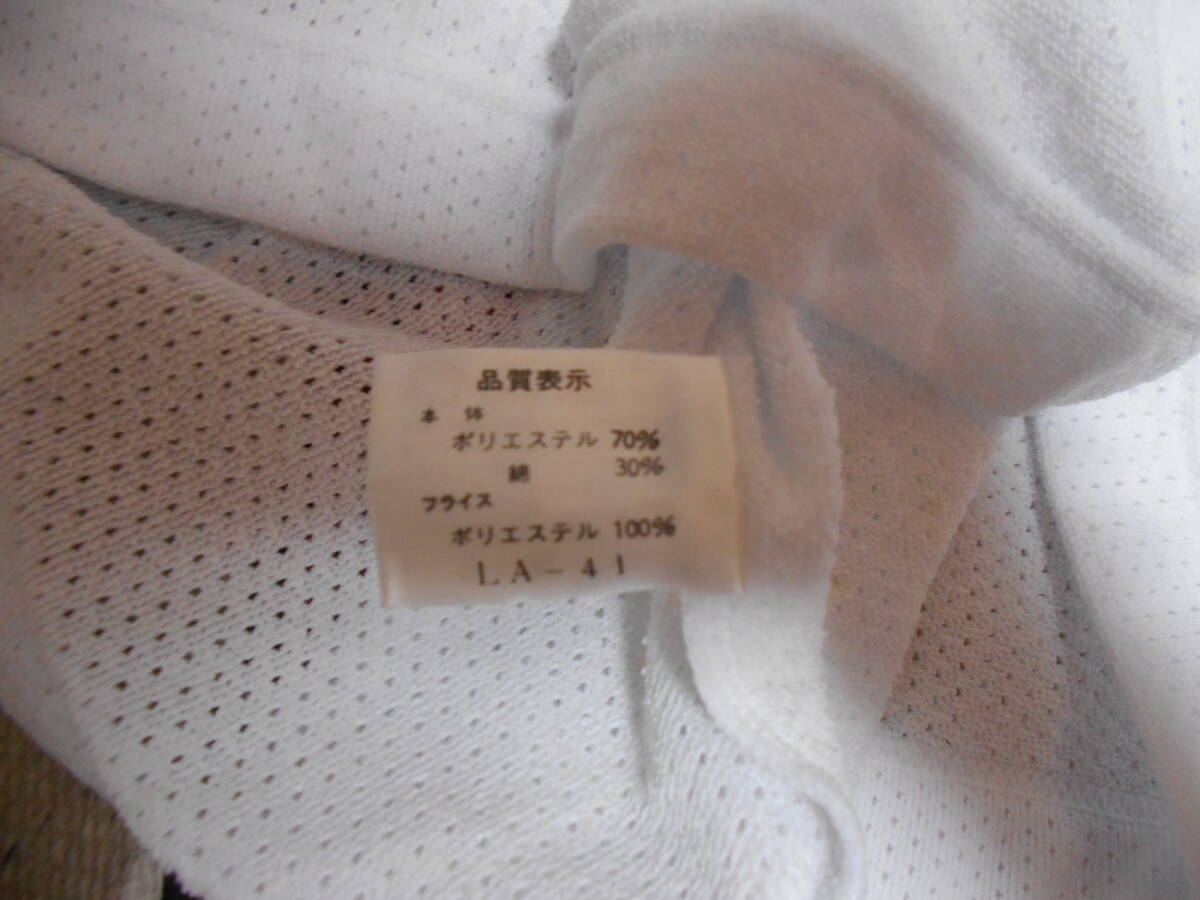 品質表示
本 体
ポリエステル 70%
綿 30%
フライス
ポリエステル 100%
LA-41